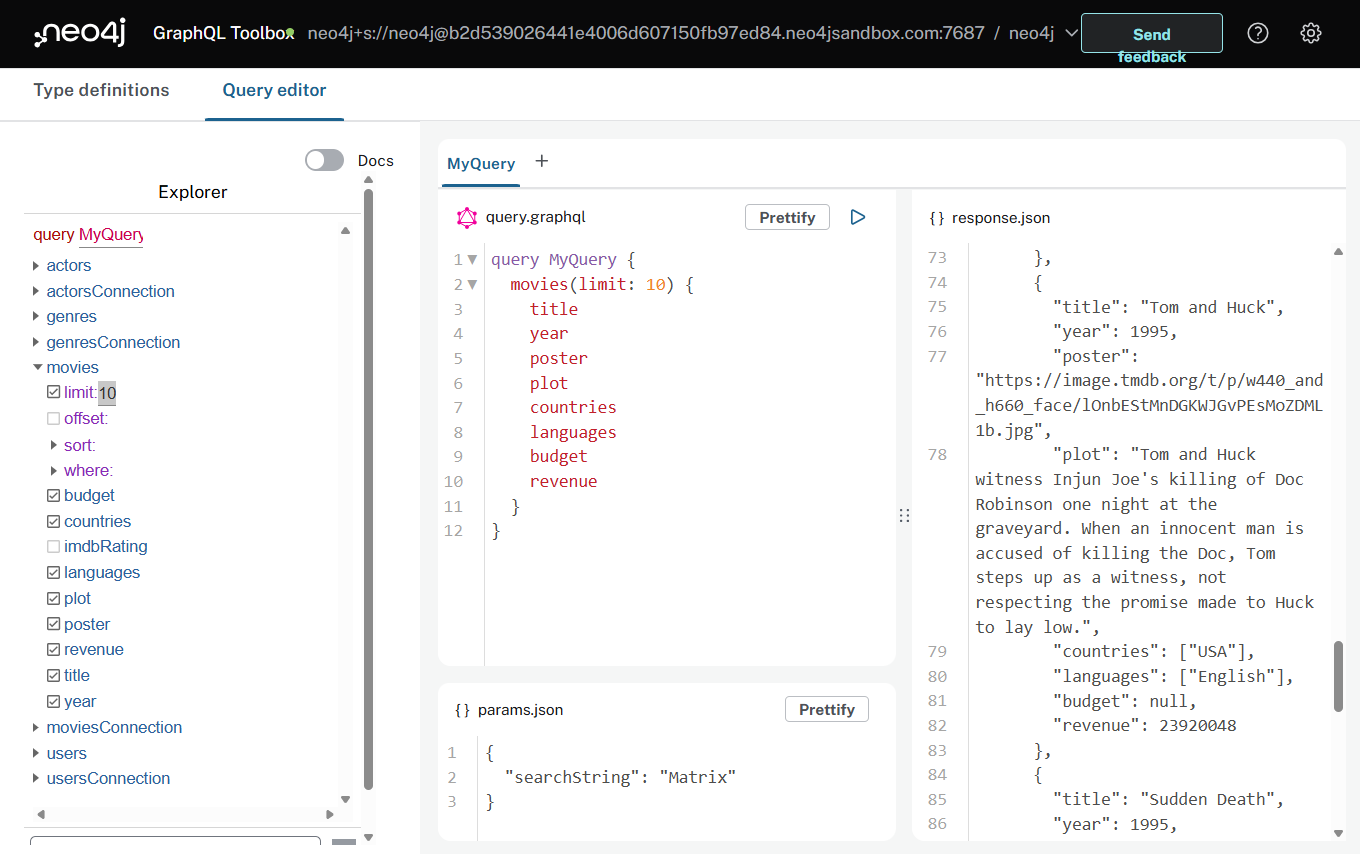 neo4j GraphQL Toolbox neo4j+s://neo4j@b2d539026441e4006d607150fb97ed84.neo4jsandbox.com:7687 / neo4j Send feedback ?
Type definitions Query editor
Docs
Explorer
query MyQuery
actors
actorsConnection
genres
genresConnection
movies
limit:10
offset:
sort:
where:
budget
countries
imdbRating
languages
plot
poster
revenue
title
year
moviesConnection
users
usersConnection
MyQuery +
query.graphql Prettify
1 query MyQuery {
2 movies(limit: 10) {
3 title
4 year
5 poster
6 plot
7 countries
8 languages
9 budget
10 revenue
11 }
12 }
{} params.json Prettify
1 {
2 "searchString": "Matrix"
3 }
{} response.json
73 },
74 {
75 "title": "Tom and Huck",
76 "year": 1995,
77 "poster":
"https://image.tmdb.org/t/p/w440_and
_h660_face/lOnbEStMnDGKWJGvPEsMoZDML
1b.jpg",
78 "plot": "Tom and Huck
witness Injun Joe's killing of Doc
Robinson one night at the
graveyard. When an innocent man is
accused of killing the Doc, Tom
steps up as a witness, not
respecting the promise made to Huck
to lay low.",
79 "countries": ["USA"],
80 "languages": ["English"],
81 "budget": null,
82 "revenue": 23920048
83 },
84 {
85 "title": "Sudden Death",
86 "year": 1995,